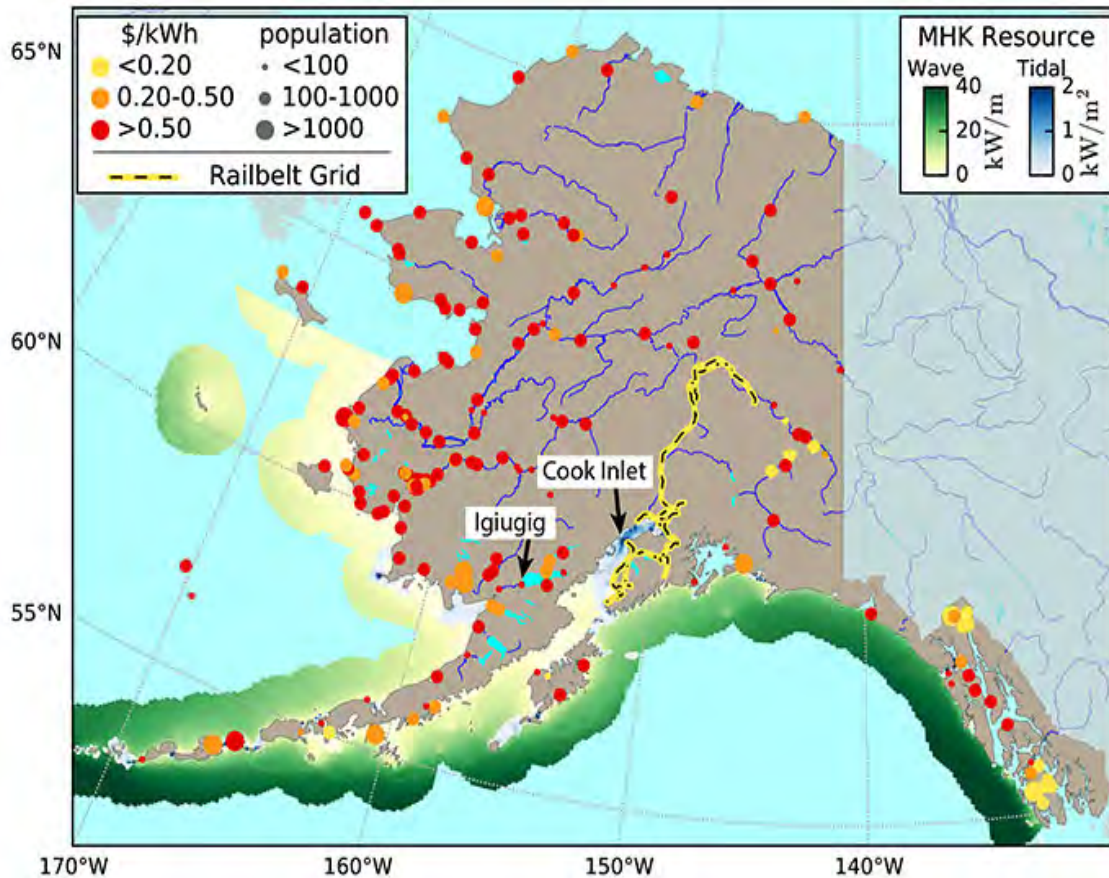 $/kWh
population
<0.20
<100
0.20-0.50
100-1000
>0.50
>1000
Railbelt Grid
MHK Resource
Wave
Tidal
40
20
0
kW/m
2
1
0
kW/m²
Cook Inlet
Igiugig
65°N
60°N
55°N
170°W
160°W
150°W
140°W